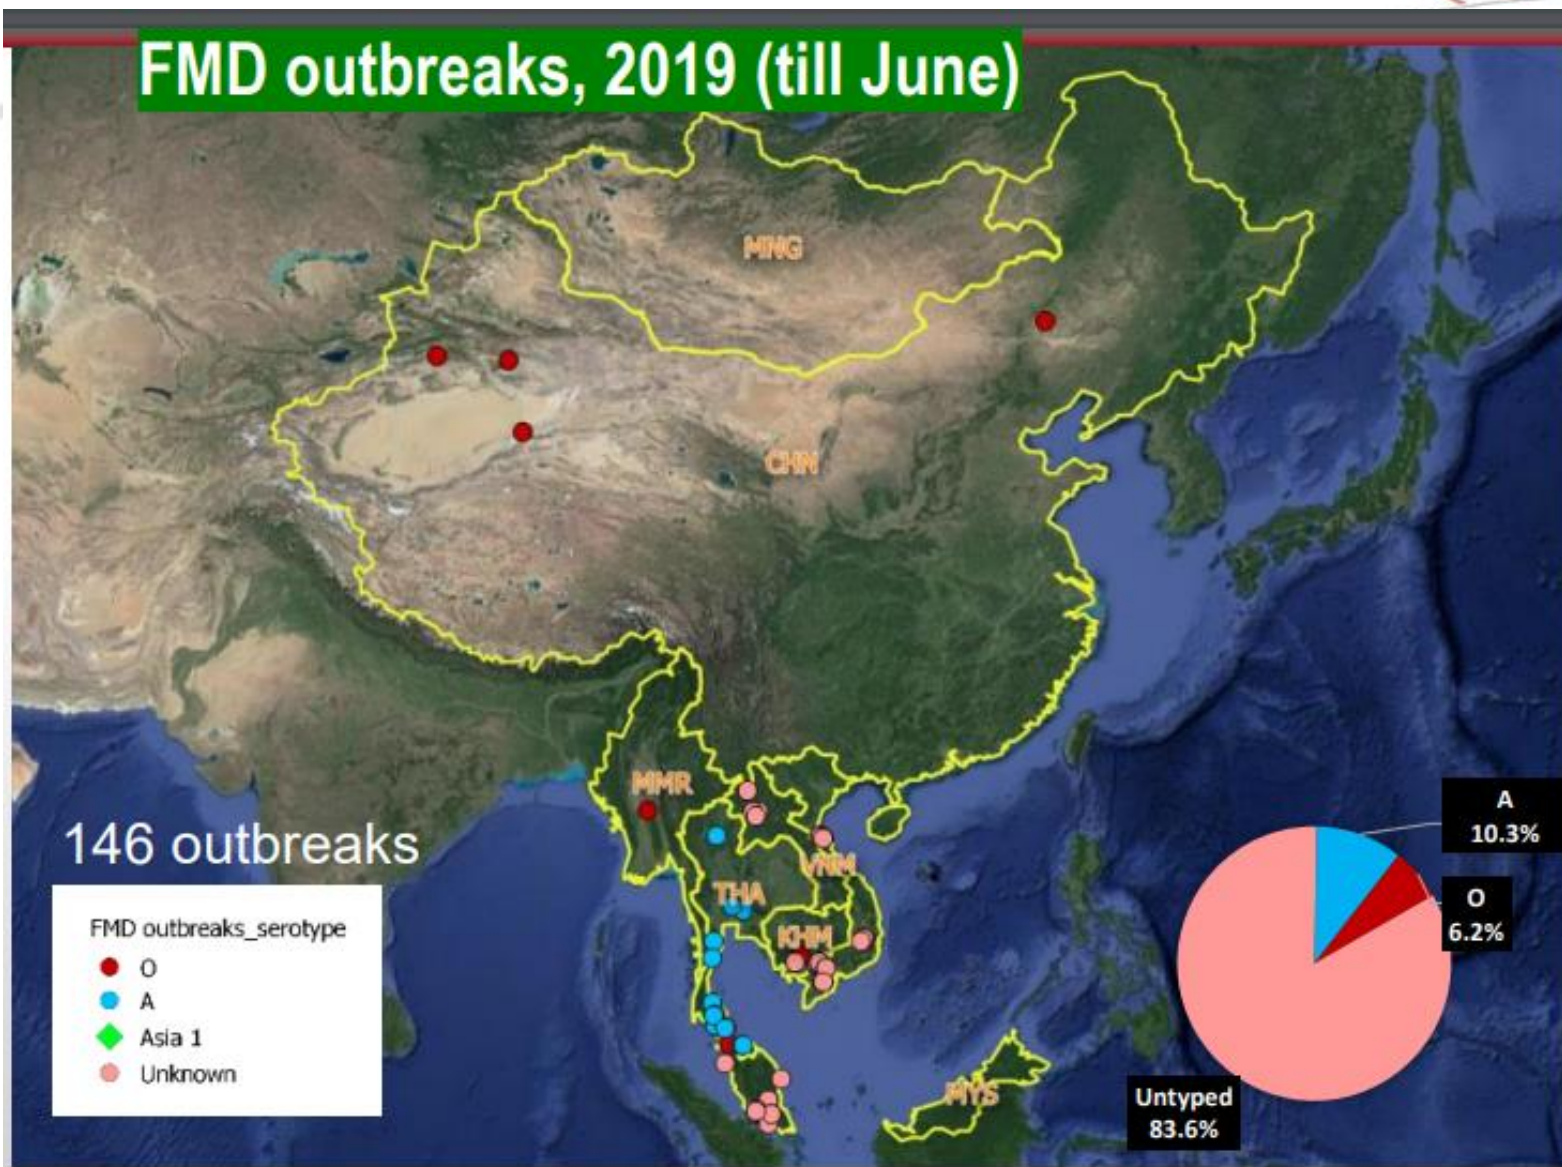 FMD outbreaks, 2019 (till June)
MNG
CHN
MMR
VNM
THA
KHM
MYS
146 outbreaks
FMD outbreaks_serotype
O
A
Asia 1
Unknown
A
10.3%
O
6.2%
Untyped
83.6%